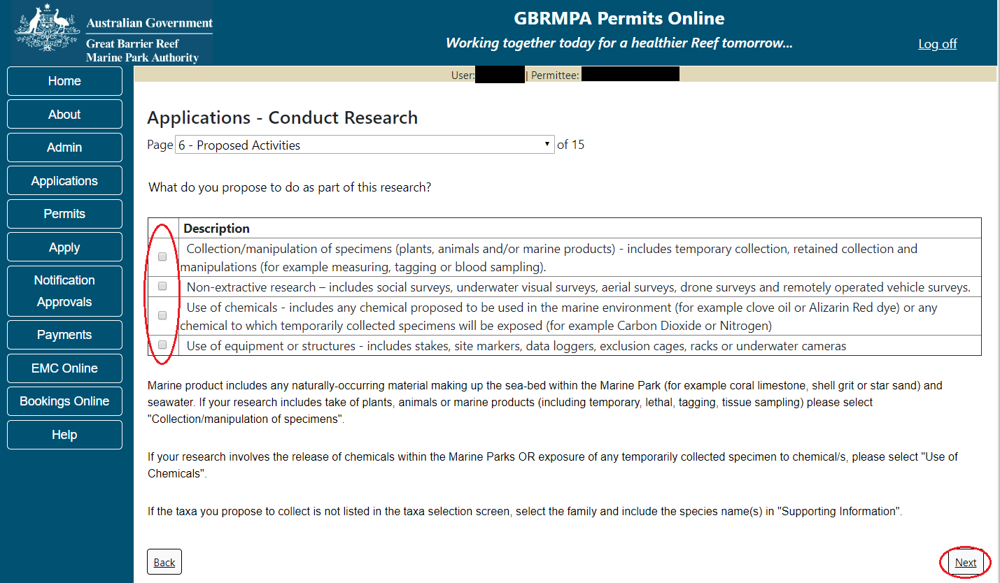 Australian Government
Great Barrier Reef
Marine Park Authority
GBRMPA Permits Online
Working together today for a healthier Reef tomorrow...
Log off
Home
About
Admin
Applications
Permits
Apply
Notification
Approvals
Payments
EMC Online
Bookings Online
Help
User: | Permittee:
Applications - Conduct Research
Page 6 - Proposed Activities of 15
What do you propose to do as part of this research?
Description
Collection/manipulation of specimens (plants, animals and/or marine products) - includes temporary collection, retained collection and
manipulations (for example measuring, tagging or blood sampling).
Non-extractive research – includes social surveys, underwater visual surveys, aerial surveys, drone surveys and remotely operated vehicle surveys.
Use of chemicals - includes any chemical proposed to be used in the marine environment (for example clove oil or Alizarin Red dye) or any
chemical to which temporarily collected specimens will be exposed (for example Carbon Dioxide or Nitrogen)
Use of equipment or structures - includes stakes, site markers, data loggers, exclusion cages, racks or underwater cameras
Marine product includes any naturally-occurring material making up the sea-bed within the Marine Park (for example coral limestone, shell grit or star sand) and
seawater. If your research includes take of plants, animals or marine products (including temporary, lethal, tagging, tissue sampling) please select
"Collection/manipulation of specimens".
If your research involves the release of chemicals within the Marine Parks OR exposure of any temporarily collected specimen to chemical/s, please select "Use of
Chemicals".
If the taxa you propose to collect is not listed in the taxa selection screen, select the family and include the species name(s) in "Supporting Information".
Back
Next